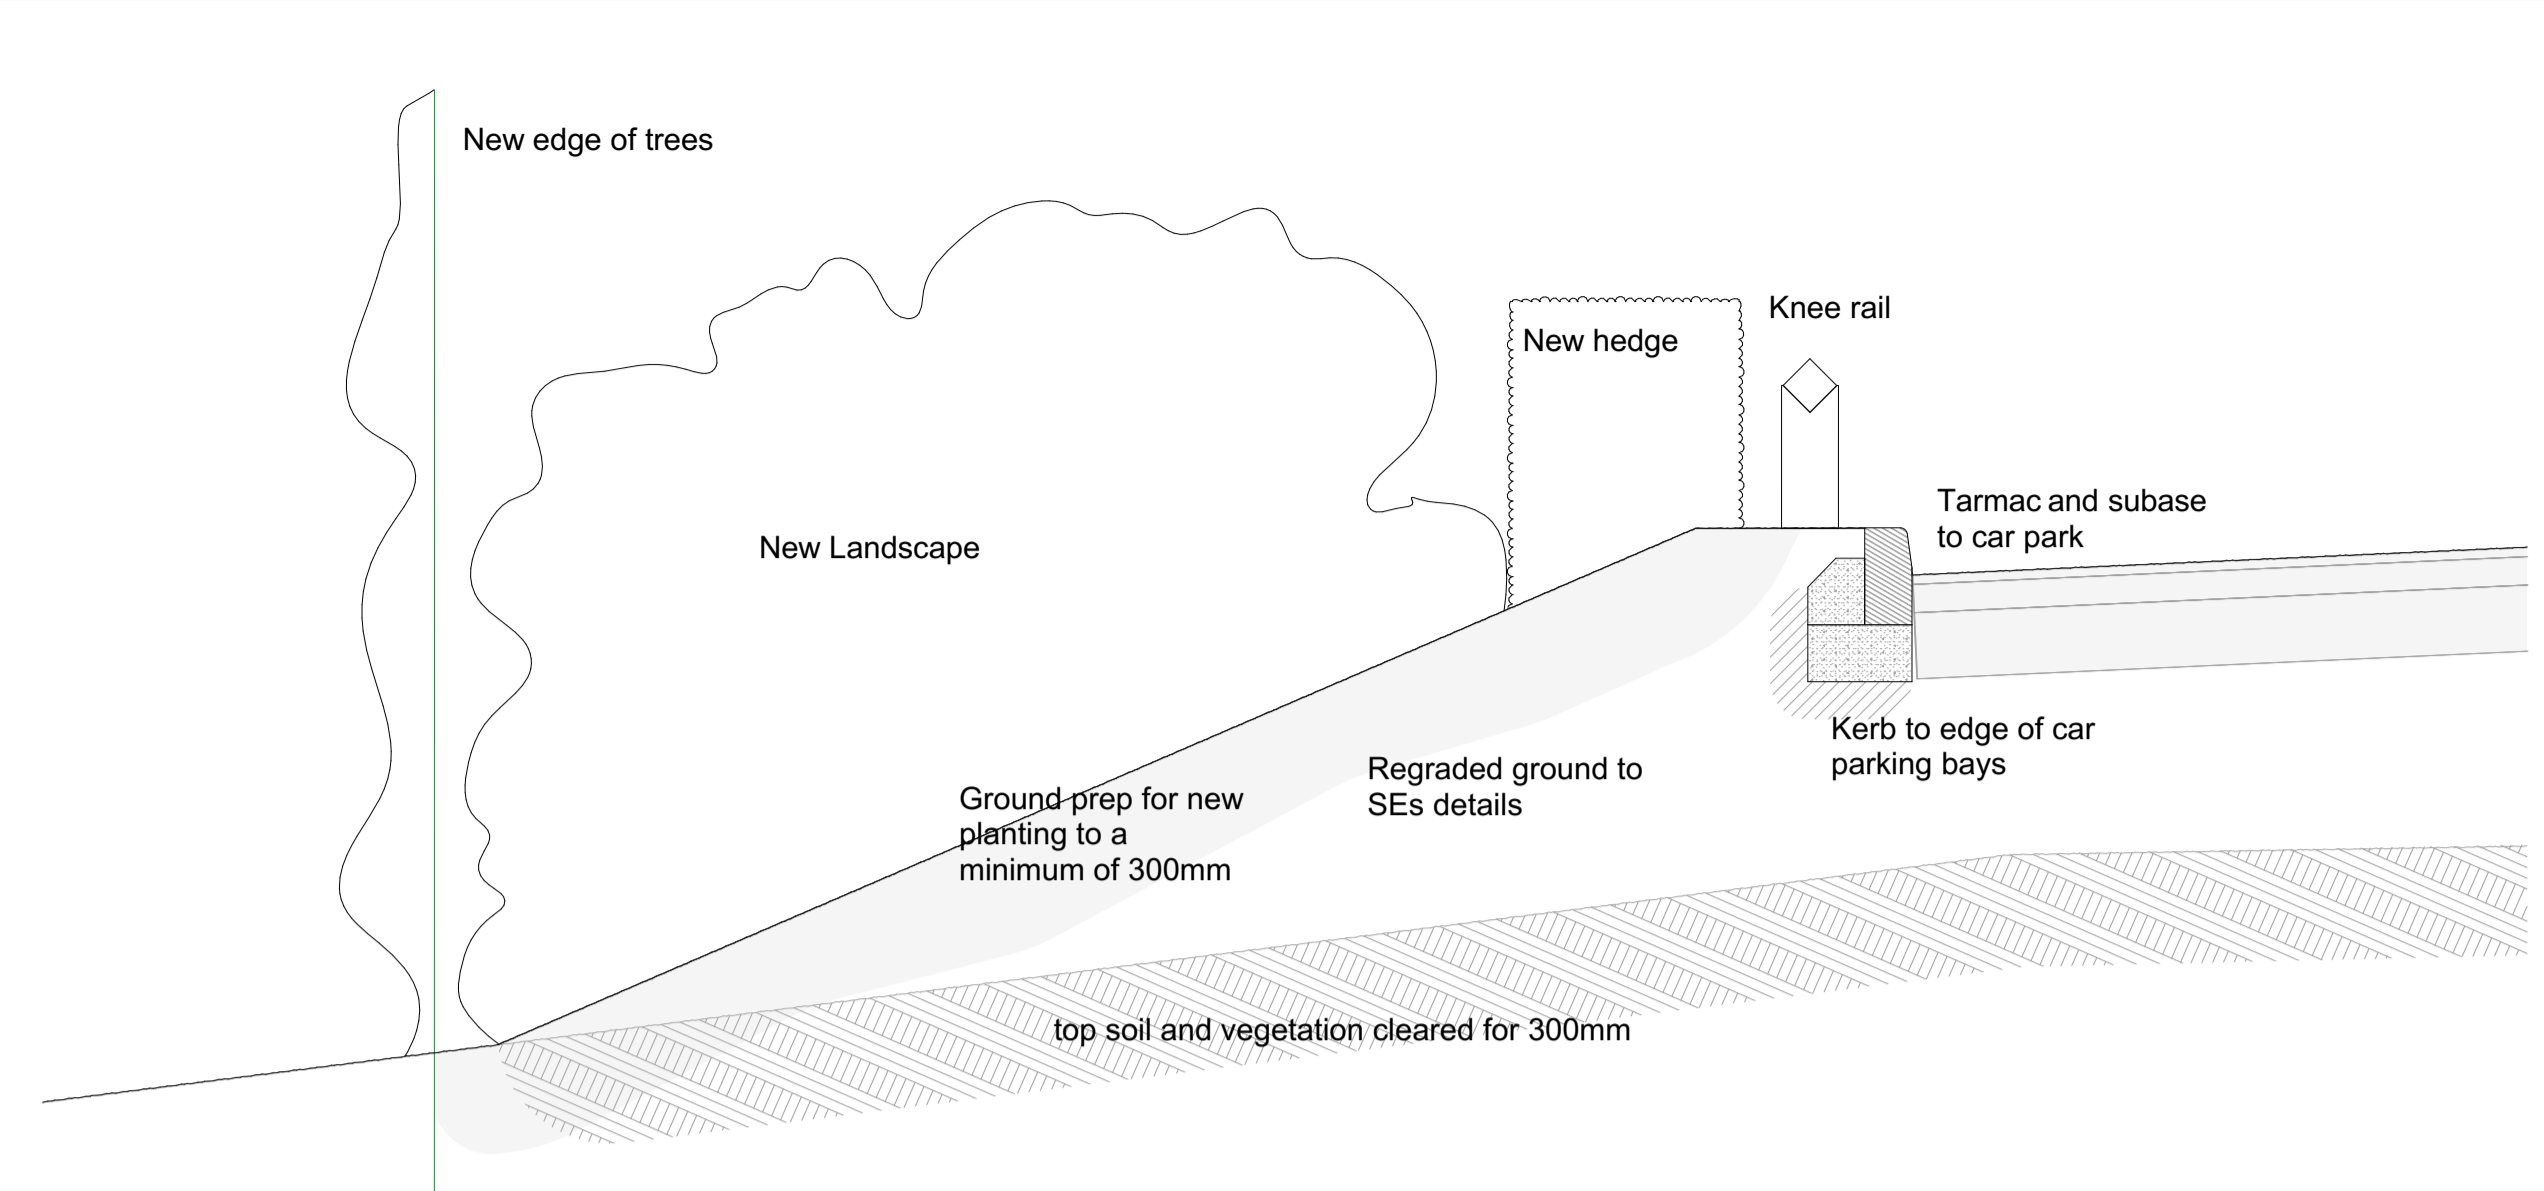 New edge of trees
Knee rail
New hedge
Tarmac and subase
to car park
New Landscape
Kerb to edge of car
parking bays
Regraded ground to
SEs details
Ground prep for new
planting to a
minimum of 300mm
top soil and vegetation cleared for 300mm